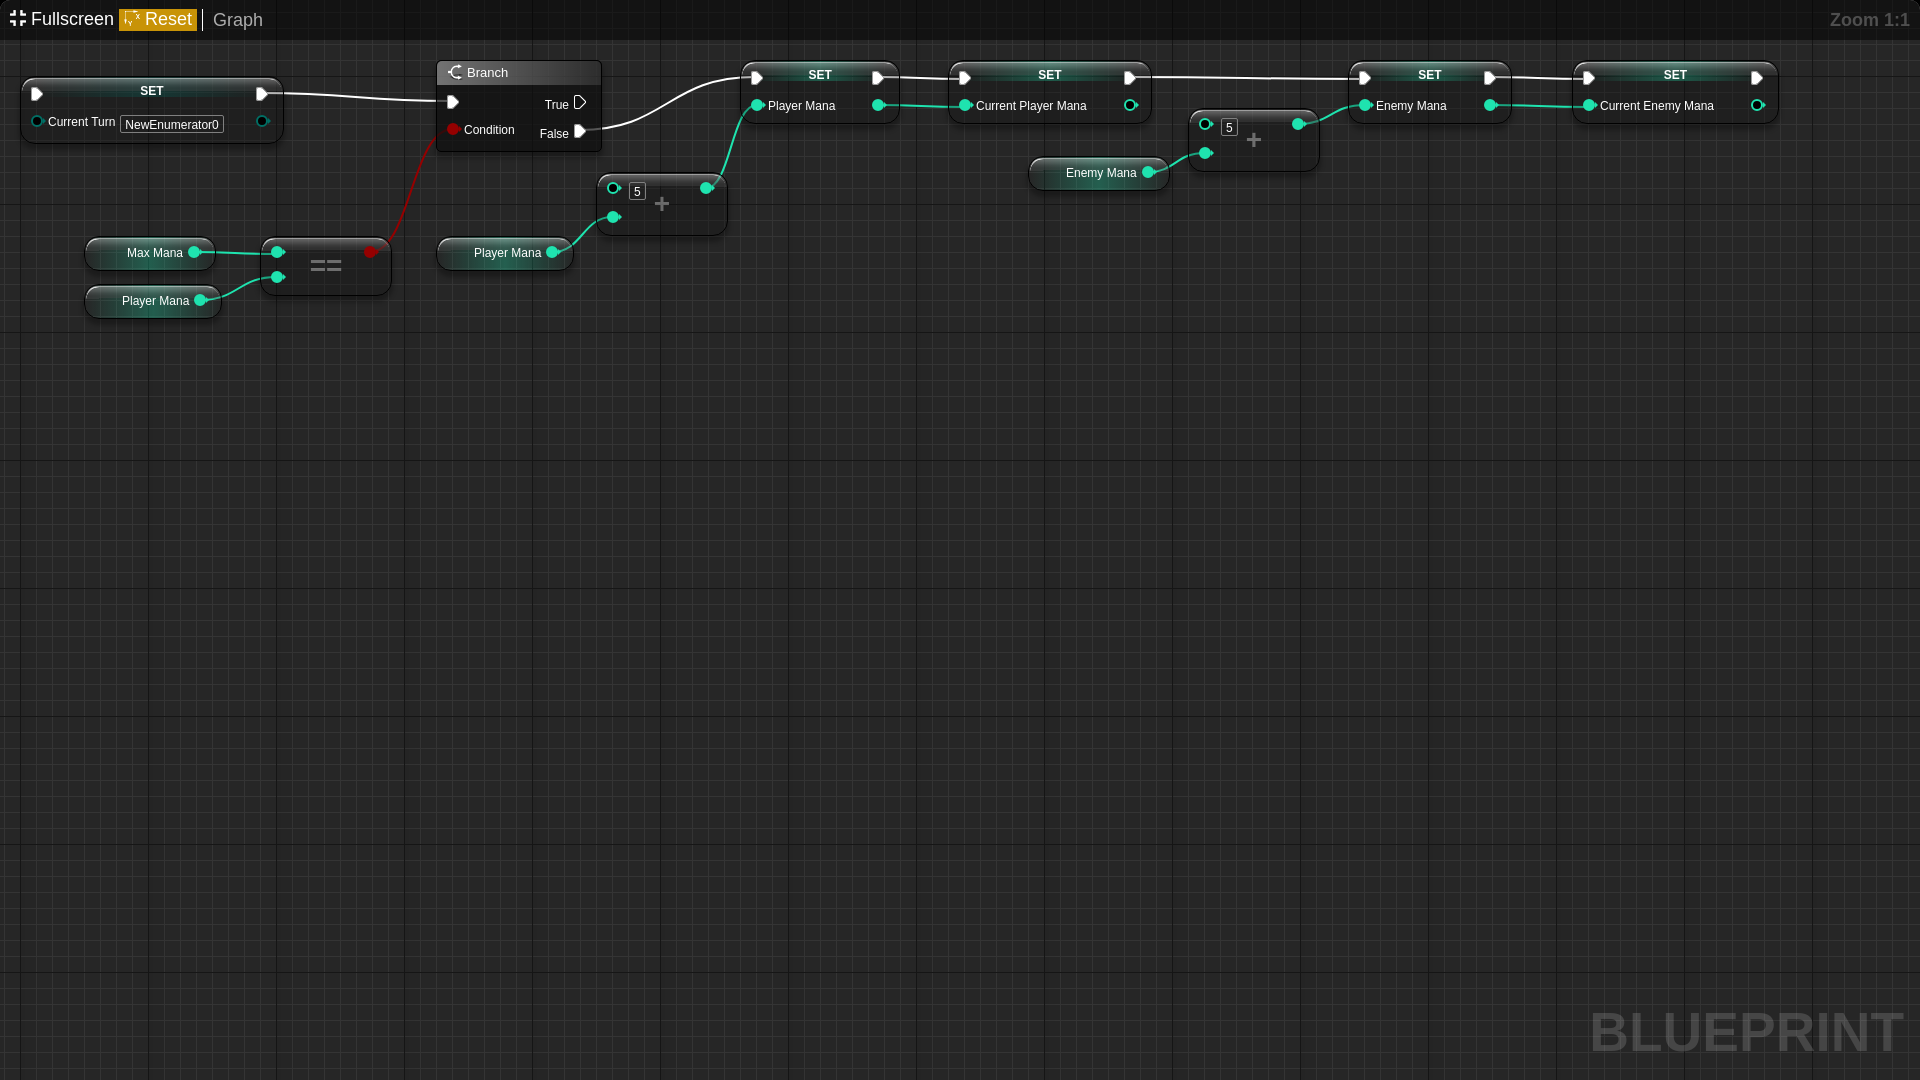 Fullscreen Reset Graph
Zoom 1:1
SET
Current Turn NewEnumerator0
Branch
True
Condition
False
SET
Player Mana
SET
Current Player Mana
SET
Enemy Mana
SET
Current Enemy Mana
5
+
Enemy Mana
5
+
Max Mana
==
Player Mana
Player Mana
BLUEPRINT